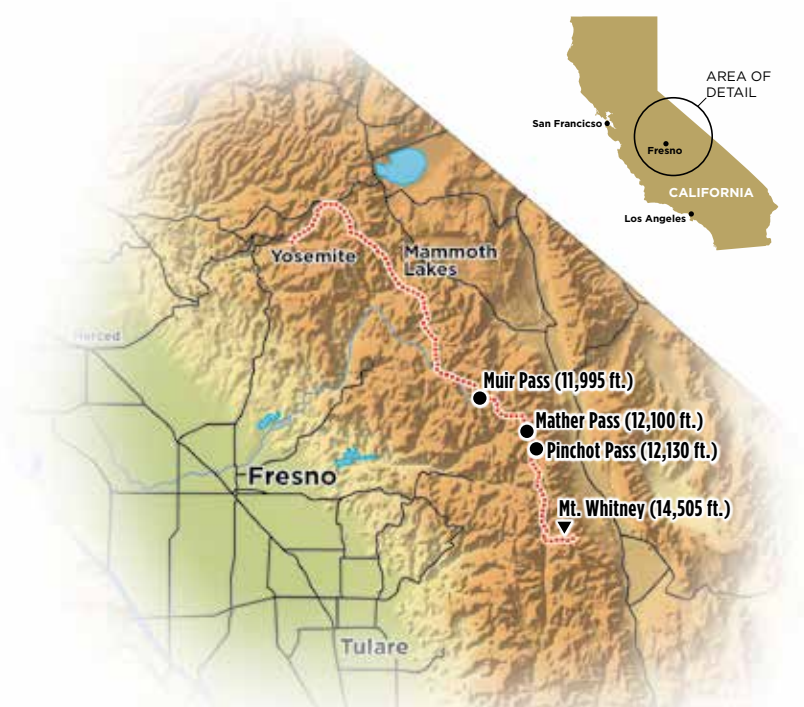 AREA OF
DETAIL
San Francicso
Fresno
CALIFORNIA
Los Angeles
Yosemite
Mammoth
Lakes
Merced
Muir Pass (11,995 ft.)
Mather Pass (12,100 ft.)
Pinchot Pass (12,130 ft.)
Fresno
Mt. Whitney (14,505 ft.)
Tulare